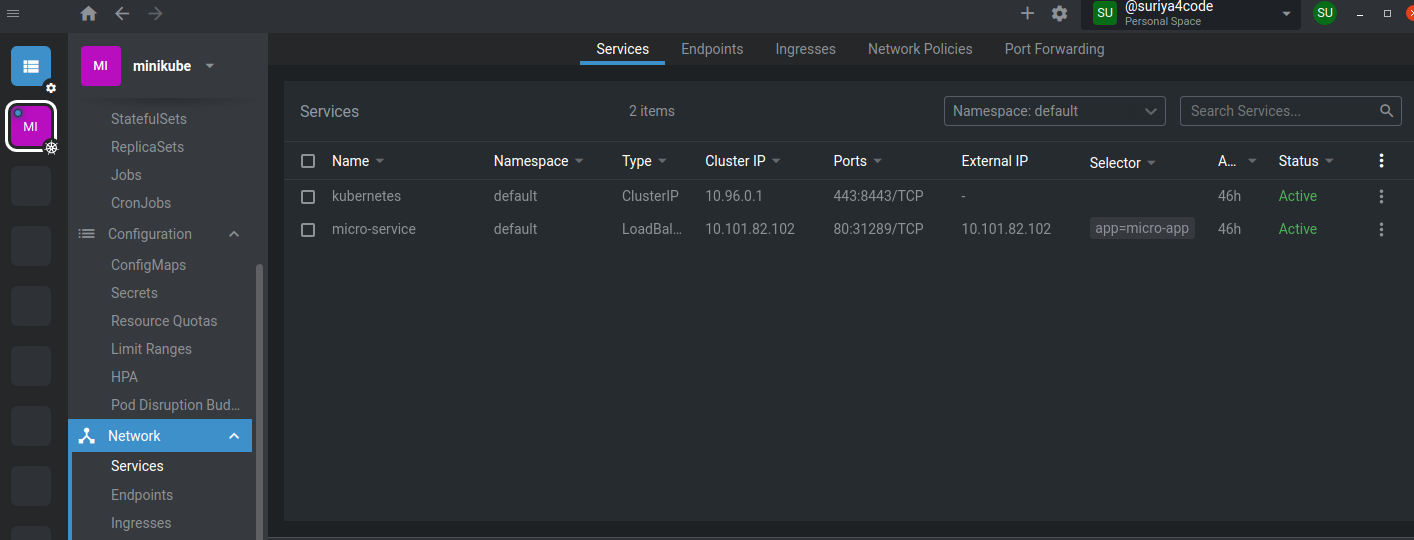 SU
@suriya4code
Personal Space
SU
MI
minikube
MI
StatefulSets
ReplicaSets
Jobs
CronJobs
Configuration
ConfigMaps
Secrets
Resource Quotas
Limit Ranges
HPA
Pod Disruption Bud...
Network
Services
Endpoints
Ingresses
Services Endpoints Ingresses Network Policies Port Forwarding
Services 2 items Namespace: default Search Services...
Name Namespace Type Cluster IP Ports External IP Selector A... Status
kubernetes default ClusterIP 10.96.0.1 443:8443/TCP - 46h Active
micro-service default LoadBal... 10.101.82.102 80:31289/TCP 10.101.82.102 app=micro-app 46h Active